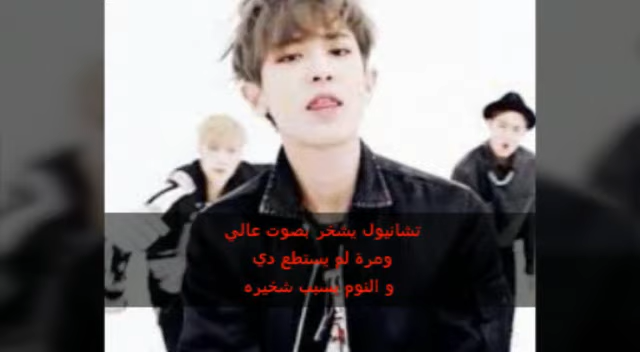 تشانيول يشخر بصوت عالي
ومرة لم يستطع دي
و النوم بسبب شخيره